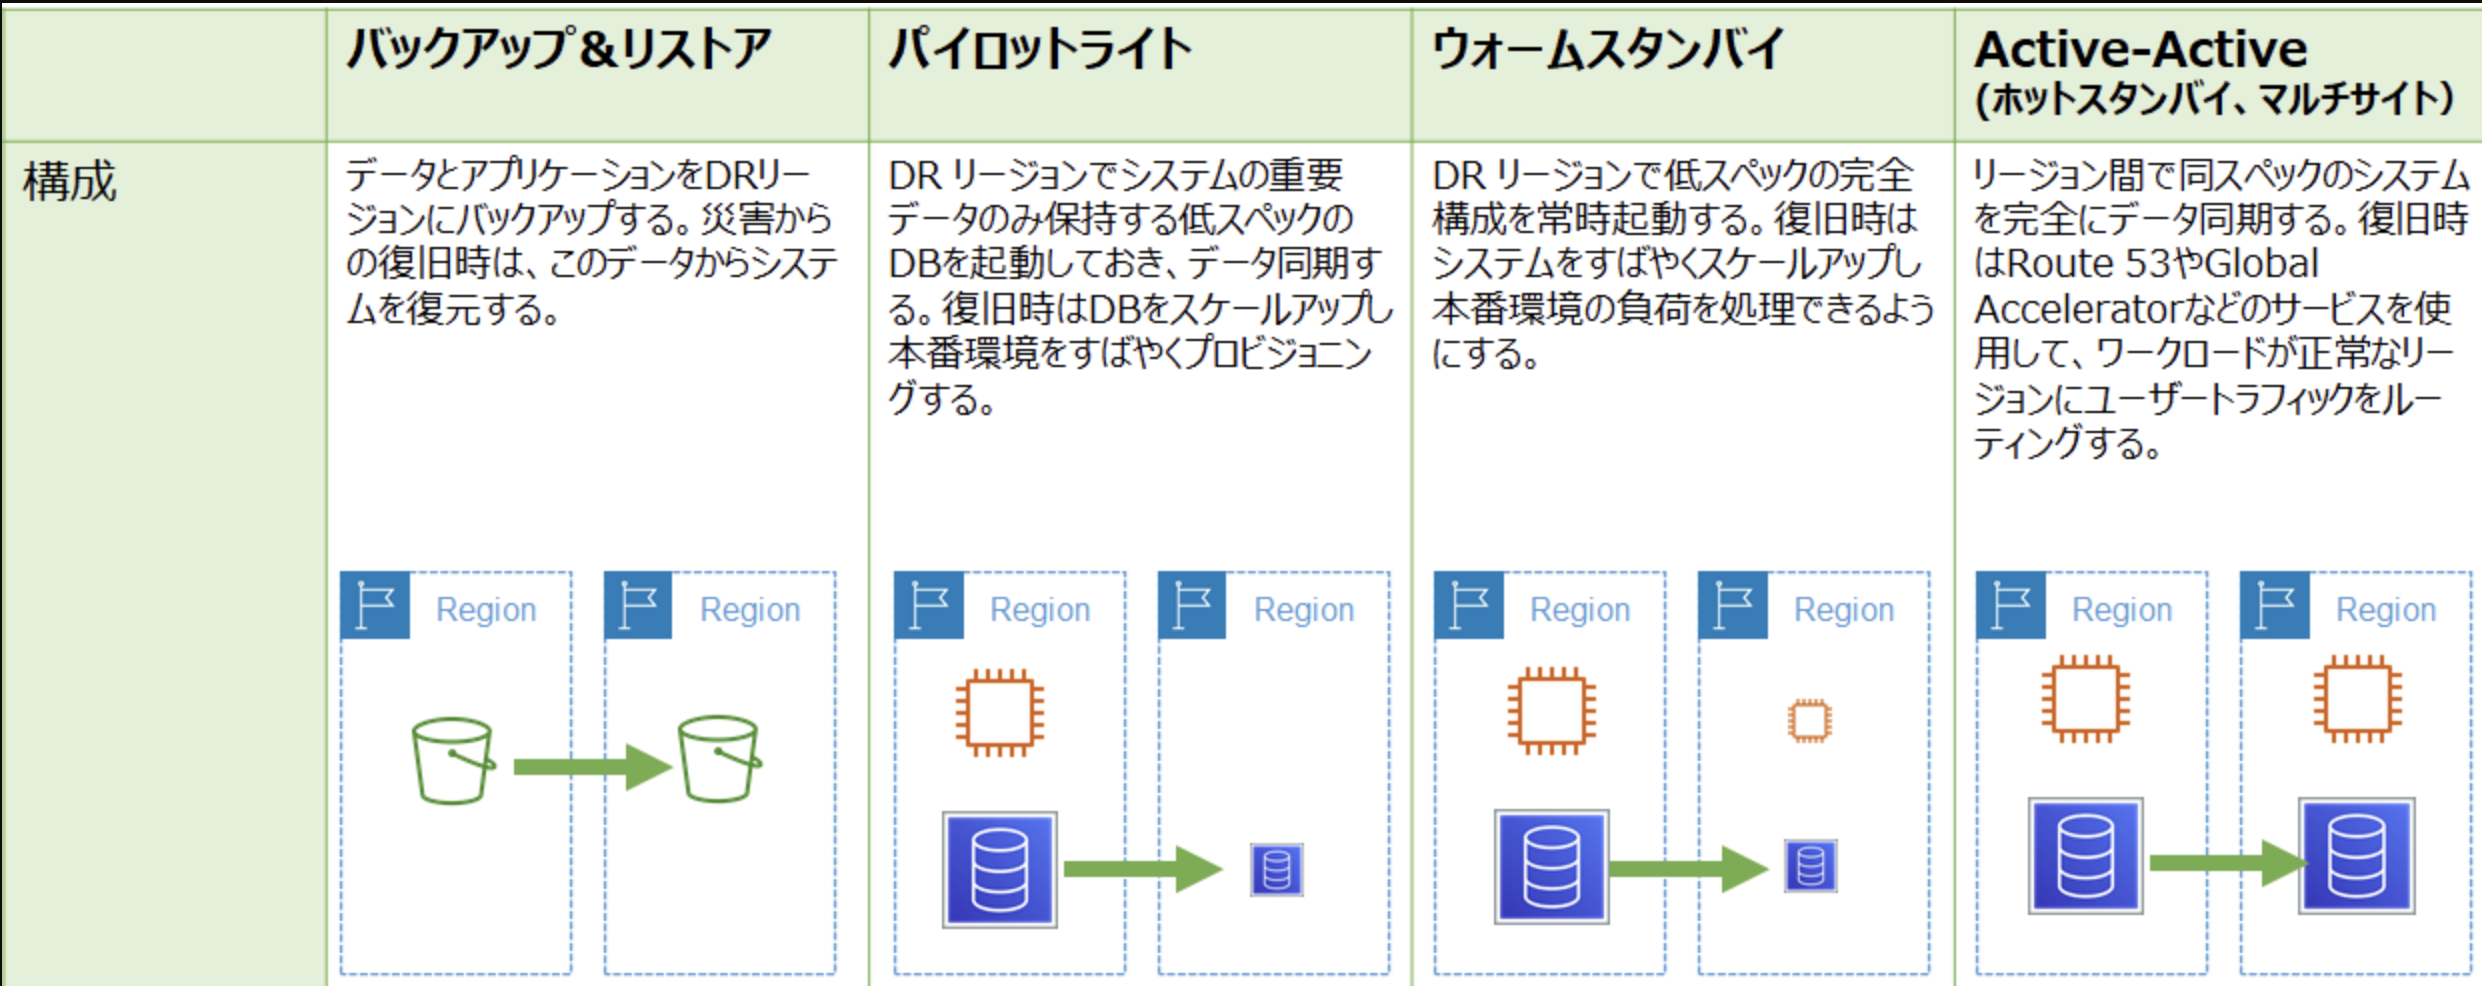 バックアップ&リストア
パイロットライト
ウォームスタンバイ
Active-Active
(ホットスタンバイ、マルチサイト)
構成
データとアプリケーションをDRリー
ジョンにバックアップする。災害から
の復旧時は、このデータからシステ
ムを復元する。
DR リージョンでシステムの重要
データのみ保持する低スペックの
DBを起動しておき、データ同期す
る。復旧時はDBをスケールアップし
本番環境をすばやくプロビジョニン
グする。
DR リージョンで低スペックの完全
構成を常時起動する。復旧時は
システムをすばやくスケールアップし
本番環境の負荷を処理できるよう
にする。
リージョン間で同スペックのシステム
を完全にデータ同期する。復旧時
はRoute 53やGlobal
Acceleratorなどのサービスを使
用して、ワークロードが正常なリー
ジョンにユーザートラフィックをルー
ティングする。
Region
Region
Region
Region
Region
Region
Region
Region